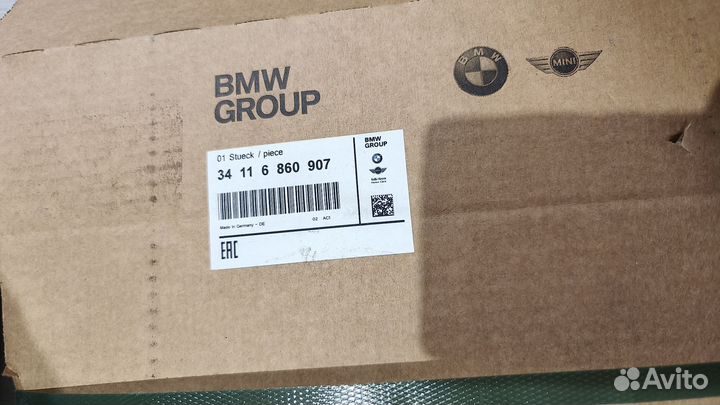 BMW
GROUP
BMW
MINI
01 Stueck / piece
34 11 6 860 907
Made in Germany - DE
02 ACI
EAC
BMW
GROUP
Avito